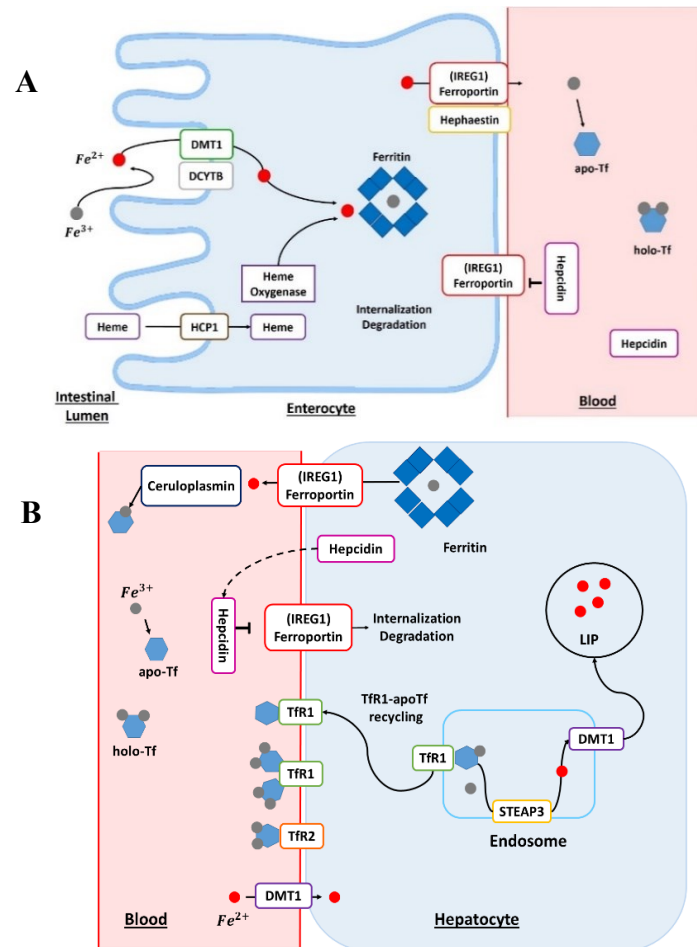 A
(IREG1)
Ferroportin
Hephaestin
Fe²⁺
DMT1
DCYTB
Fe³⁺
Ferritin
apo-Tf
holo-Tf
Heme
Oxygenase
(IREG1)
Ferroportin
Hepcidin
Internalization
Degradation
Heme
HCP1
Heme
Hepcidin
Intestinal
Lumen
Enterocyte
Blood
B
Ceruloplasmin
(IREG1)
Ferroportin
Ferritin
Hepcidin
Fe³⁺
apo-Tf
Hepcidin
(IREG1)
Ferroportin
Internalization
Degradation
LIP
holo-Tf
TfR1
TfR1-apoTf
recycling
TfR1
DMT1
TfR1
STEAP3
Endosome
TfR2
DMT1
Fe²⁺
Blood
Hepatocyte